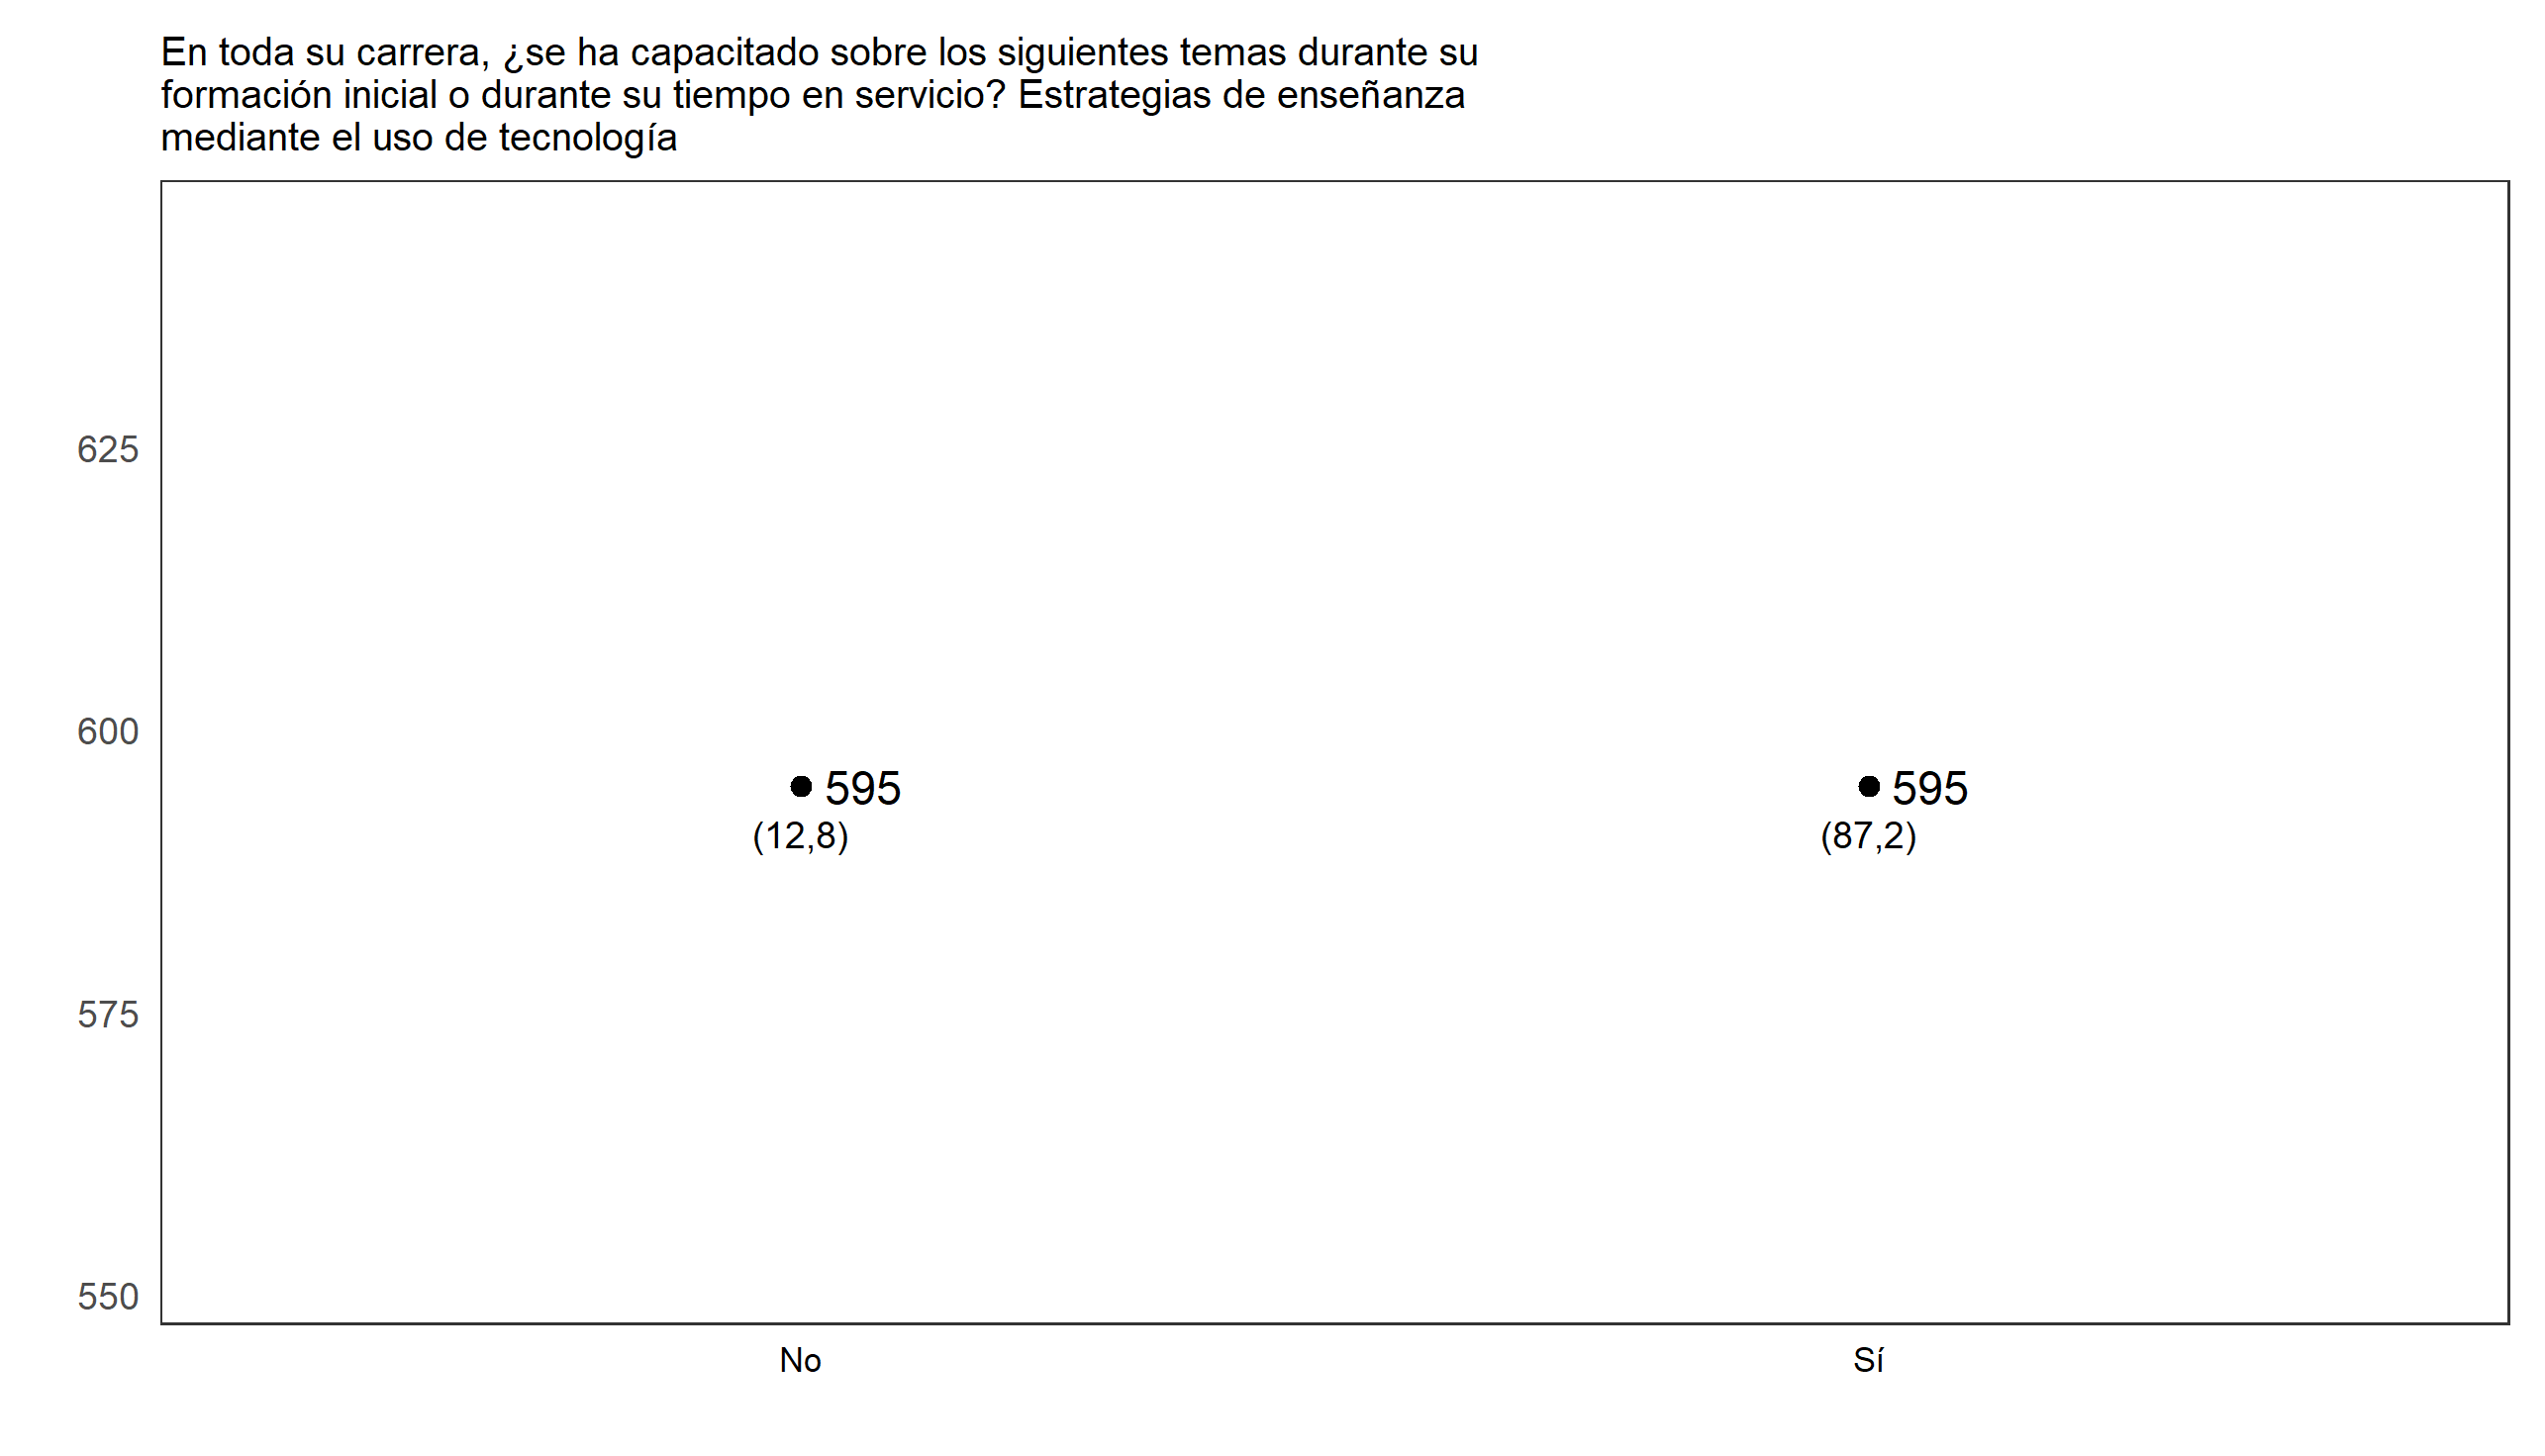 En toda su carrera, ¿se ha capacitado sobre los siguientes temas durante su
formación inicial o durante su tiempo en servicio? Estrategias de enseñanza
mediante el uso de tecnología
625
600
595
595
(12,8)
(87,2)
575
550
No
Sí